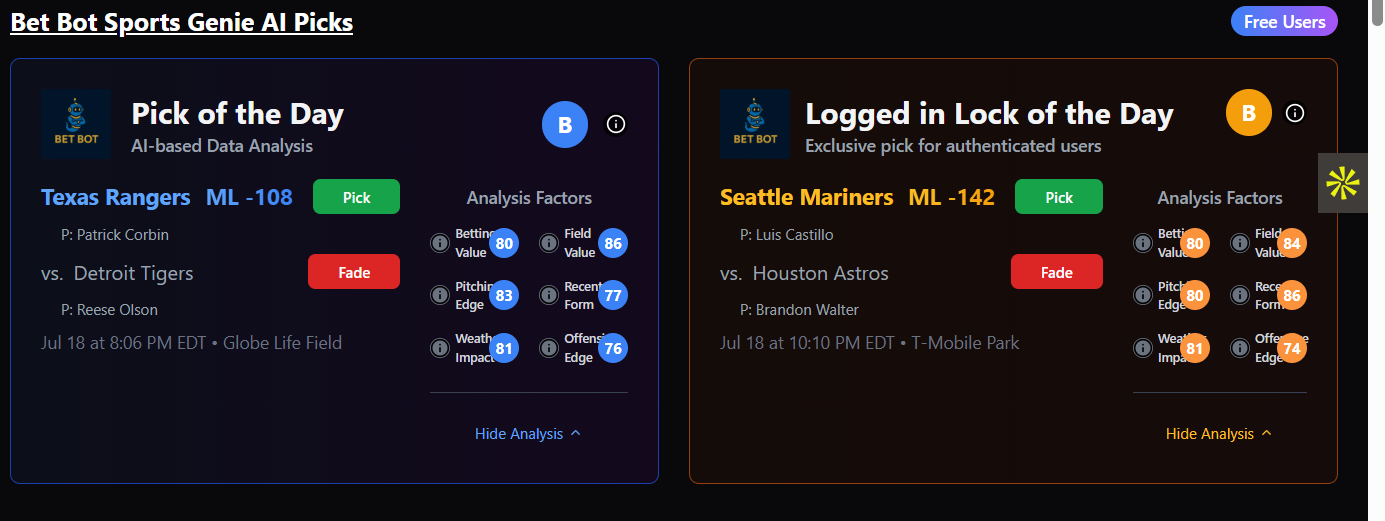 Bet Bot Sports Genie AI Picks
Free Users
BET BOT
Pick of the Day
AI-based Data Analysis
B
Texas Rangers ML -108
Pick
P: Patrick Corbin
vs. Detroit Tigers
Fade
P: Reese Olson
Jul 18 at 8:06 PM EDT • Globe Life Field
Analysis Factors
Betting
Value
80
Field
Value
86
Pitching
Edge
83
Recent
Form
77
Weather
Impact
81
Offensive
Edge
76
Hide Analysis
BET BOT
Logged in Lock of the Day
Exclusive pick for authenticated users
B
Seattle Mariners ML -142
Pick
P: Luis Castillo
vs. Houston Astros
Fade
P: Brandon Walter
Jul 18 at 10:10 PM EDT • T-Mobile Park
Analysis Factors
Betting
Value
80
Field
Value
84
Pitching
Edge
80
Recent
Form
86
Weather
Impact
81
Offensive
Edge
74
Hide Analysis